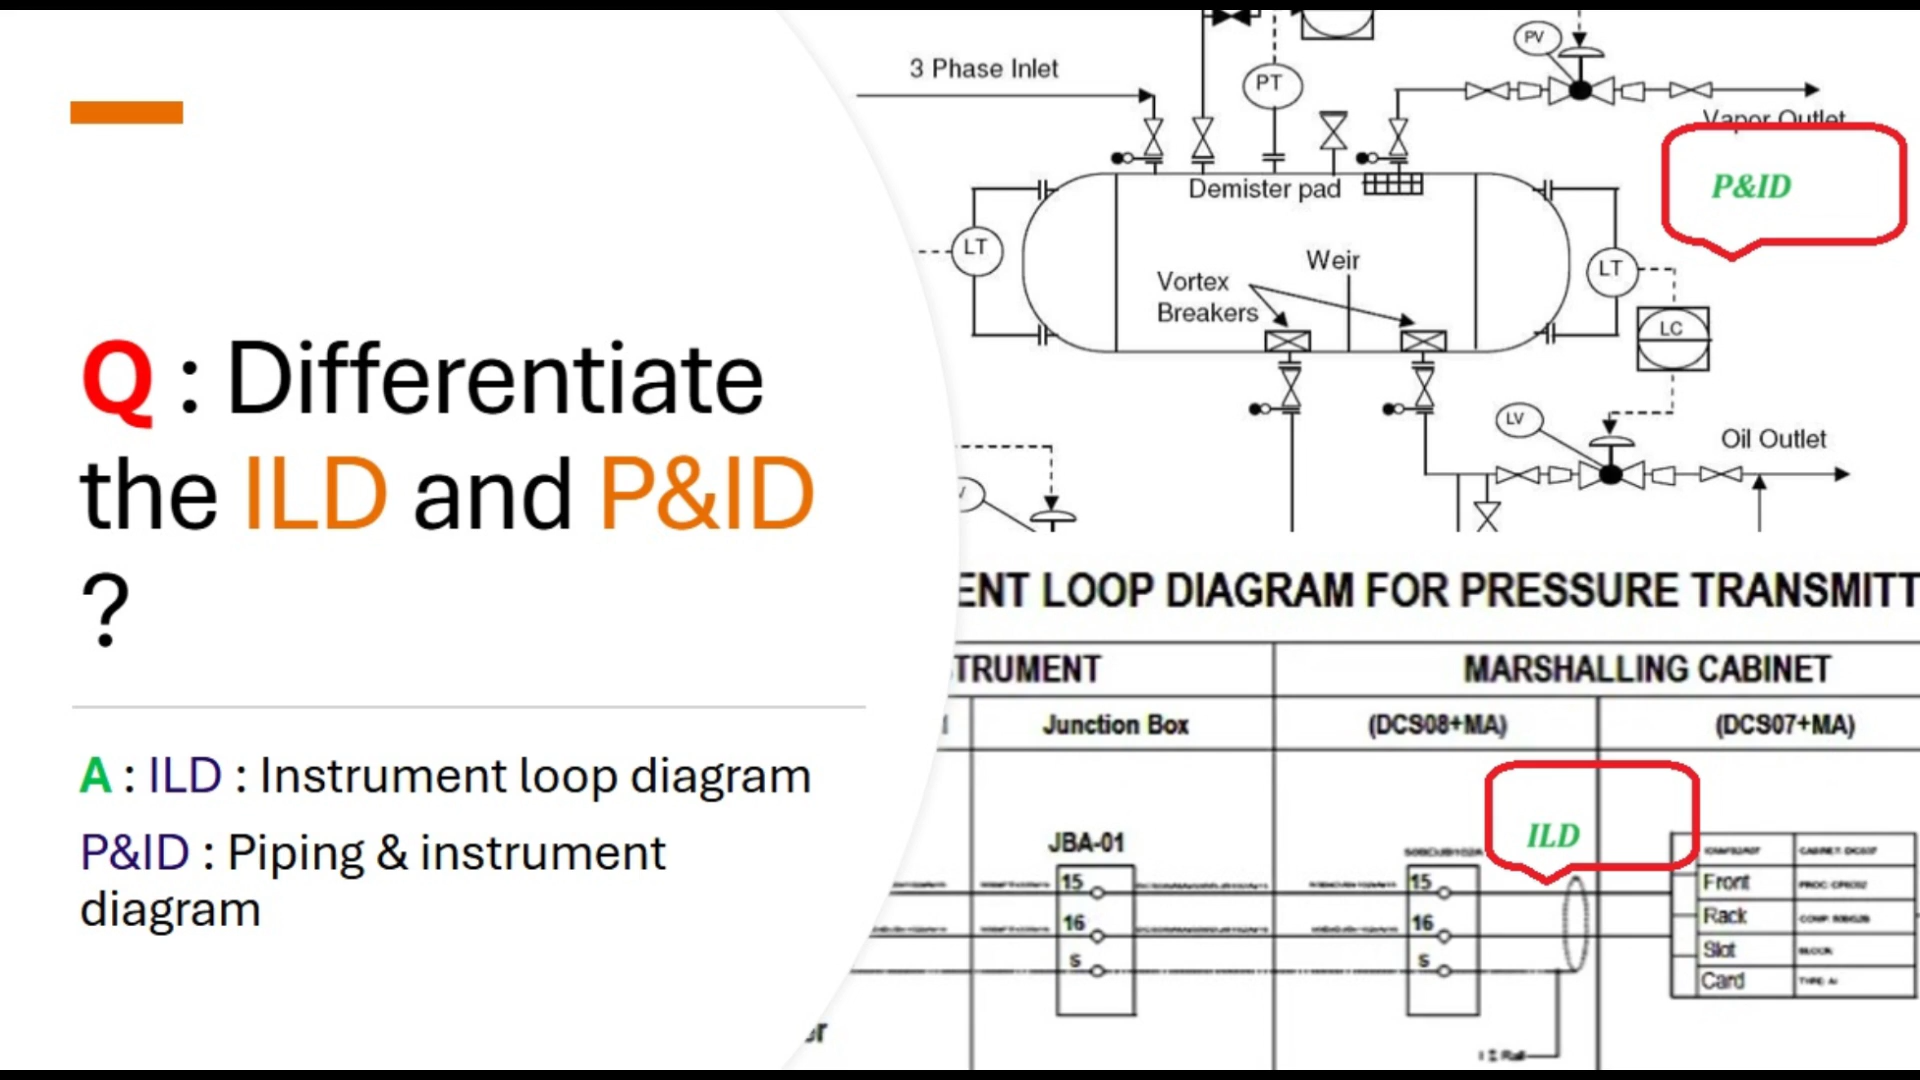 Q : Differentiate
the ILD and P&ID
?
A : ILD : Instrument loop diagram
P&ID : Piping & instrument
diagram
3 Phase Inlet
PT
PV
Vapor Outlet
P&ID
Demister pad
LT
Weir
Vortex
Breakers
LT
LC
LV
Oil Outlet
ENT LOOP DIAGRAM FOR PRESSURE TRANSMITT
TRUMENT
MARSHALLING CABINET
Junction Box
(DCS08+MA)
(DCS07+MA)
ILD
JBA-01
15
16
S
15
16
S
Front
Rack
Slot
Card